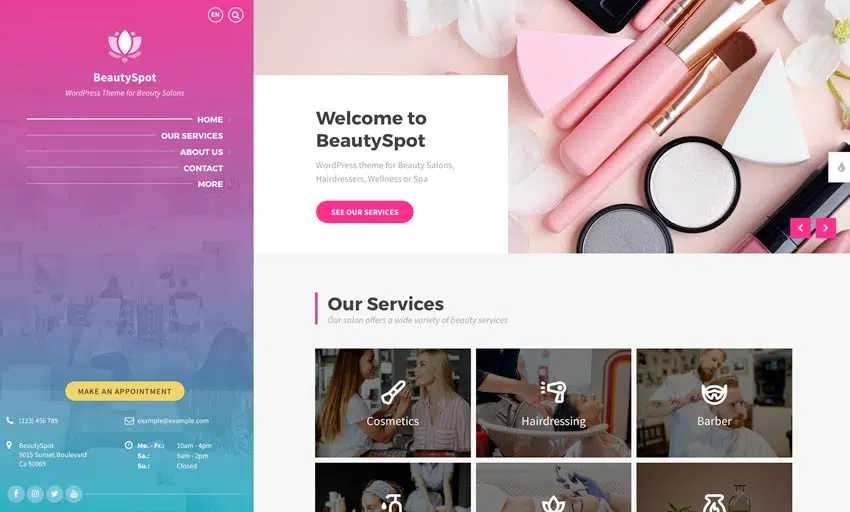 EN
BeautySpot
WordPress Theme for Beauty Salons
HOME
OUR SERVICES
ABOUT US
CONTACT
MORE
MAKE AN APPOINTMENT
(123) 456 789
example@example.com
BeautySpot
9015 Sunset Boulevard
Ca 90069
Mo. - Fr.: 10am - 4pm
Sa.: 9am - 2pm
Su.: Closed
Welcome to
BeautySpot
WordPress theme for Beauty Salons,
Hairdressers, Wellness or Spa
SEE OUR SERVICES
Our Services
Our salon offers a wide variety of beauty services
Cosmetics
Hairdressing
Barber